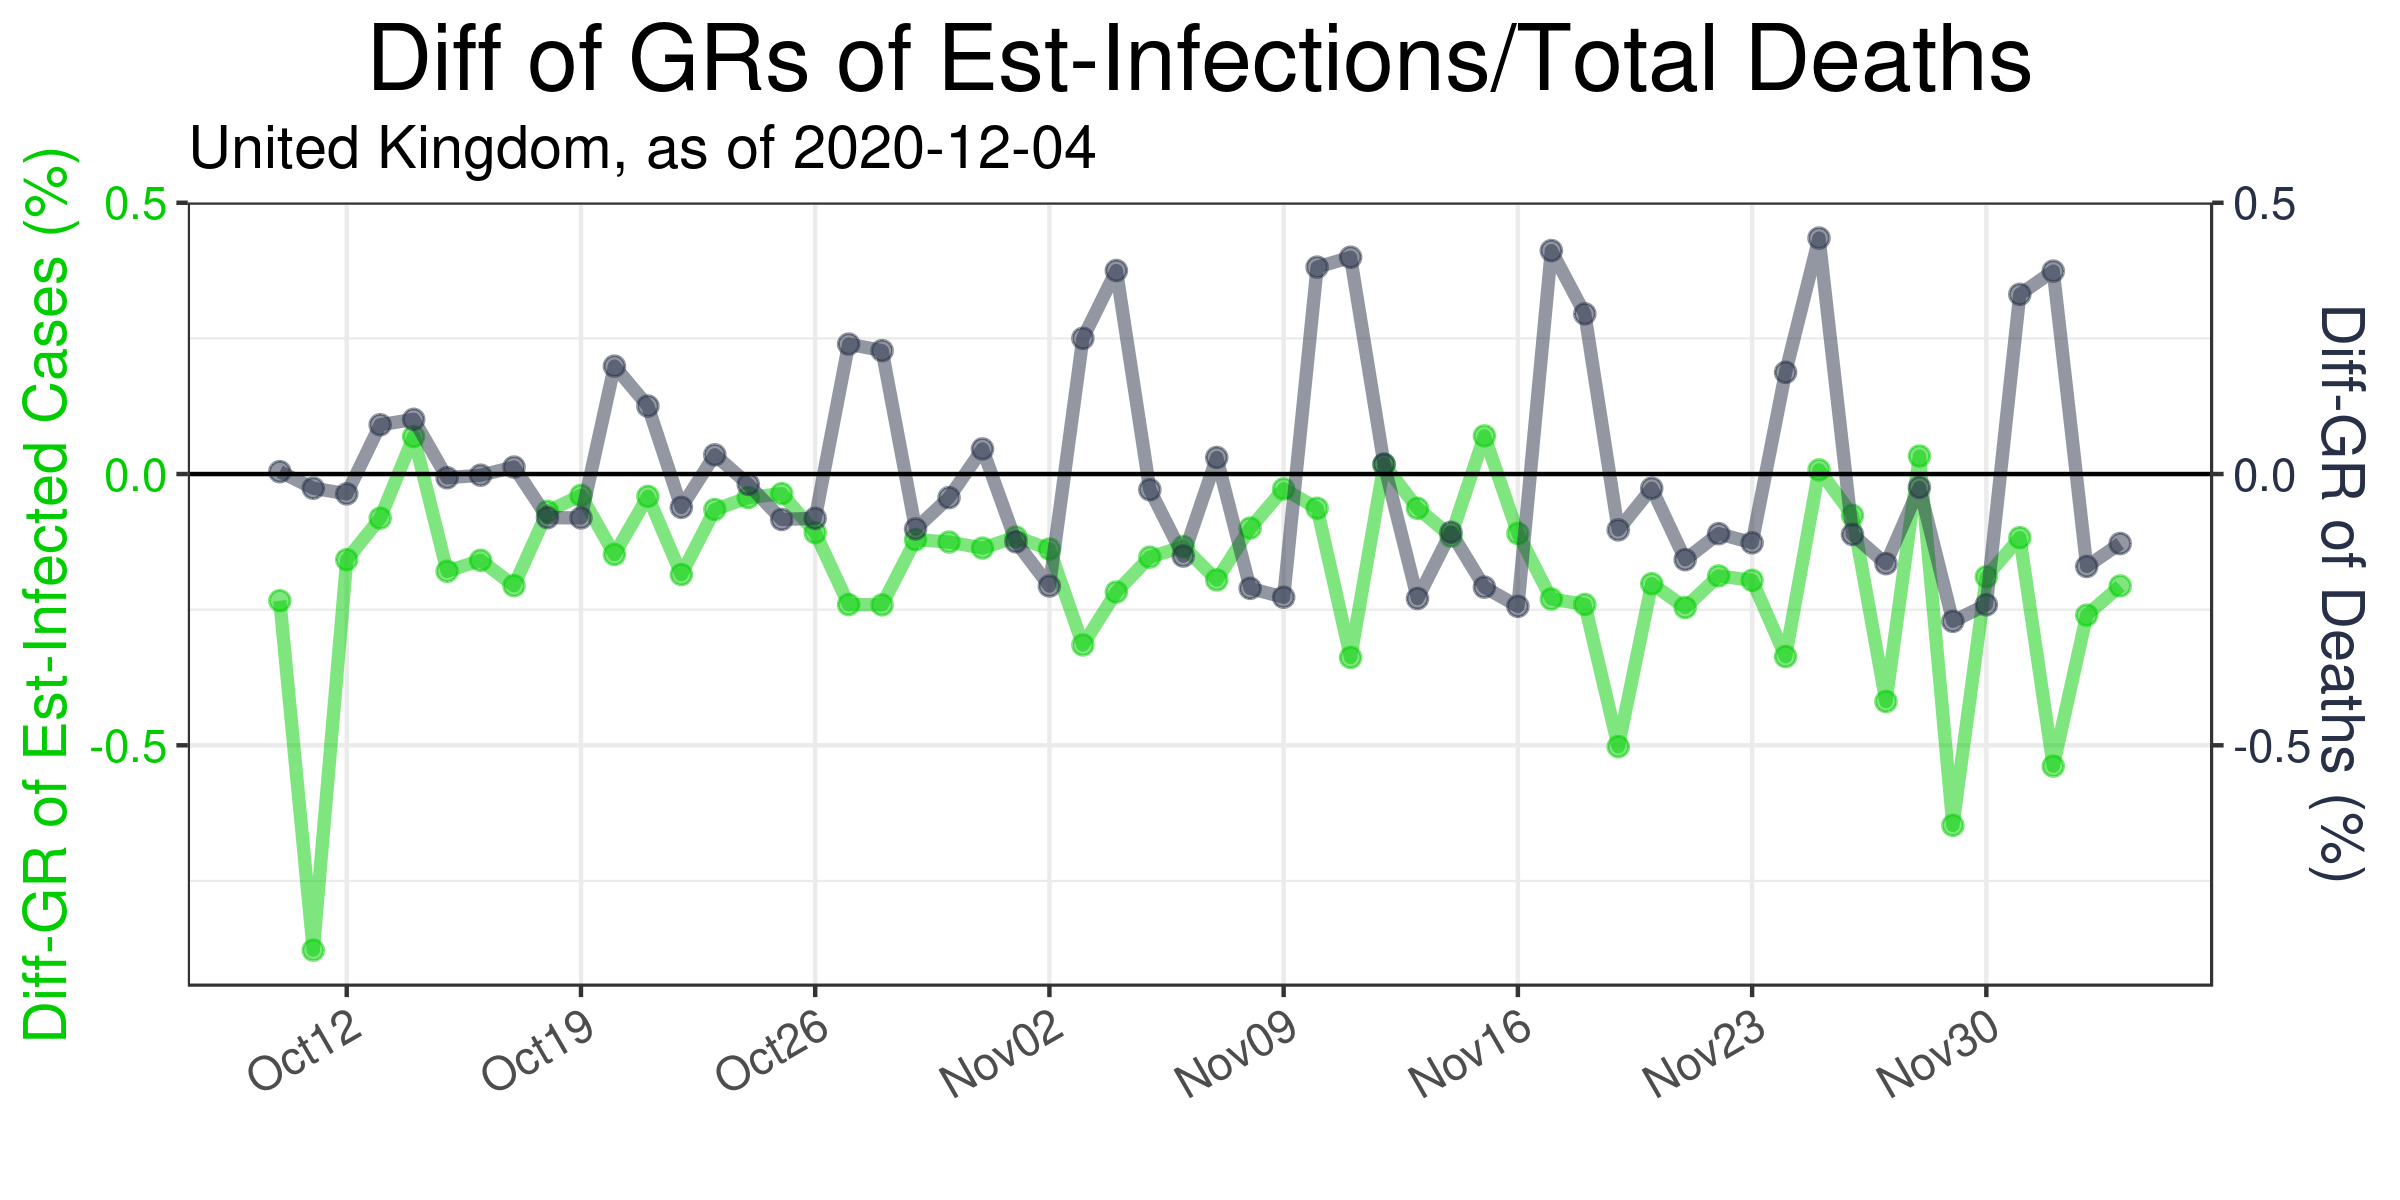 Diff of GRs of Est-Infections/Total Deaths
United Kingdom, as of 2020-12-04
Diff-GR of Est-Infected Cases (%)
0.5
0.0
-0.5
0.5
0.0
-0.5
Diff-GR of Deaths (%)
Oct12
Oct19
Oct26
Nov02
Nov09
Nov16
Nov23
Nov30